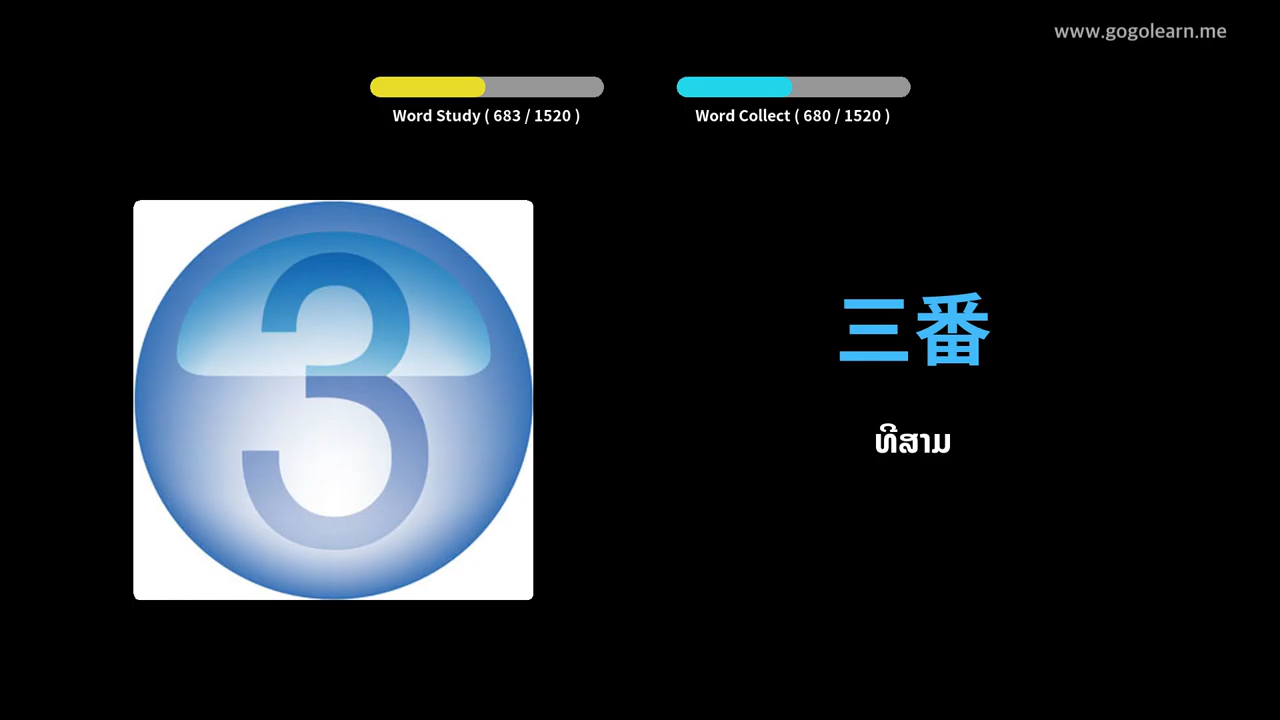 www.gogolearn.me
Word Study ( 683 / 1520 )
Word Collect ( 680 / 1520 )
3
三番
ທີສາມ